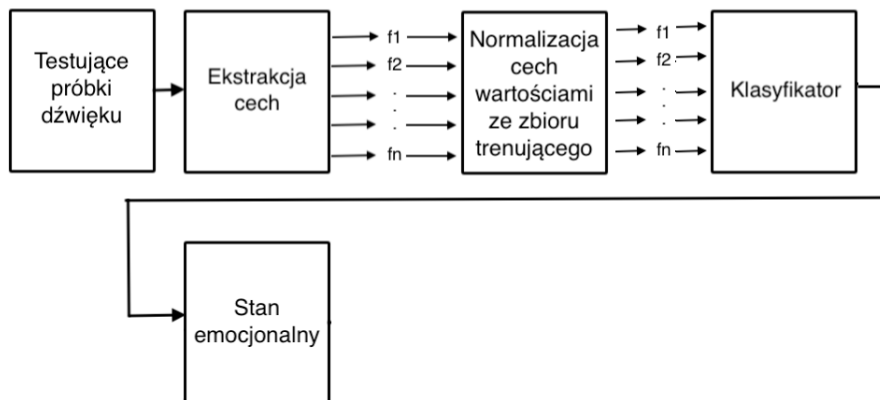 Testujące
próbki
dźwięku
Ekstrakcja
cech
f1
f2
.
.
.
fn
Normalizacja
cech
wartościami
ze zbioru
trenującego
f1
f2
.
.
.
fn
Klasyfikator
Stan
emocjonalny